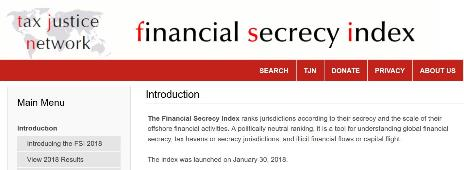 tax justice
network
financial secrecy index
SEARCH TJN DONATE PRIVACY ABOUT US
Main Menu
Introduction
Introducing the FSI 2018
View 2018 Results
Introduction
The Financial Secrecy Index ranks jurisdictions according to their secrecy and the scale of their
offshore financial activities. A politically neutral ranking, it is a tool for understanding global financial
secrecy, tax havens or secrecy jurisdictions, and illicit financial flows or capital flight.
The index was launched on January 30, 2018.